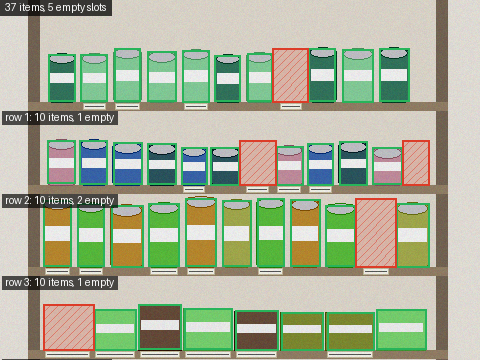 37 items, 5 empty slots
row 1: 10 items, 1 empty
row 2: 10 items, 2 empty
row 3: 10 items, 1 empty